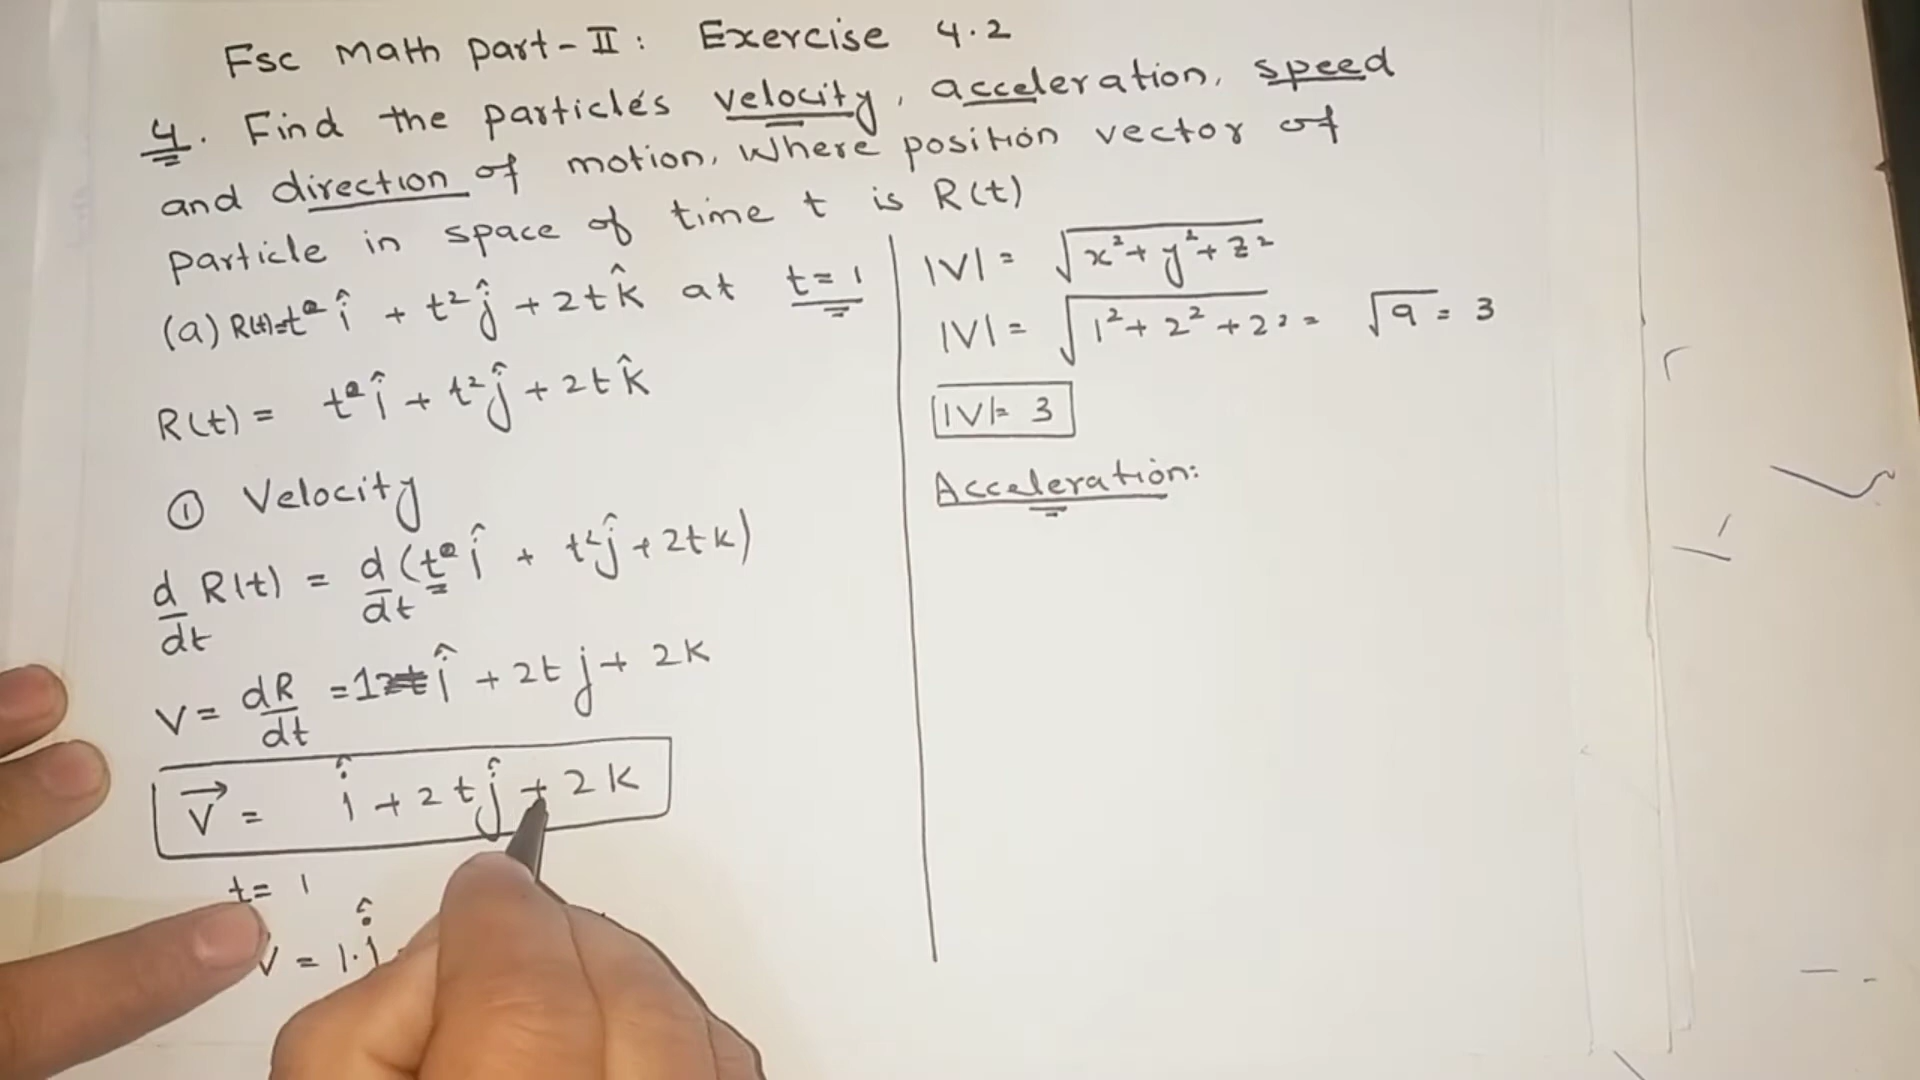 Fsc Math part-II: Exercise 4.2
4. Find the particle's velocity, acceleration, speed
and direction of motion, Where position vector of
particle in space of time t is R(t)
(a) R(t)=t î + t² ĵ + 2t k̂ at t=1
R(t) = t î + t² ĵ + 2t k̂
① Velocity
d/dt R(t) = d/dt (t î + t² ĵ + 2tk)
V = dR/dt = 1 î + 2t j + 2k
V⃗ = î + 2t ĵ + 2k
t= 1
V = 1·î
|V| = √x²+y²+z²
|V| = √1²+2²+2² = √9 = 3
|V|= 3
Acceleration: